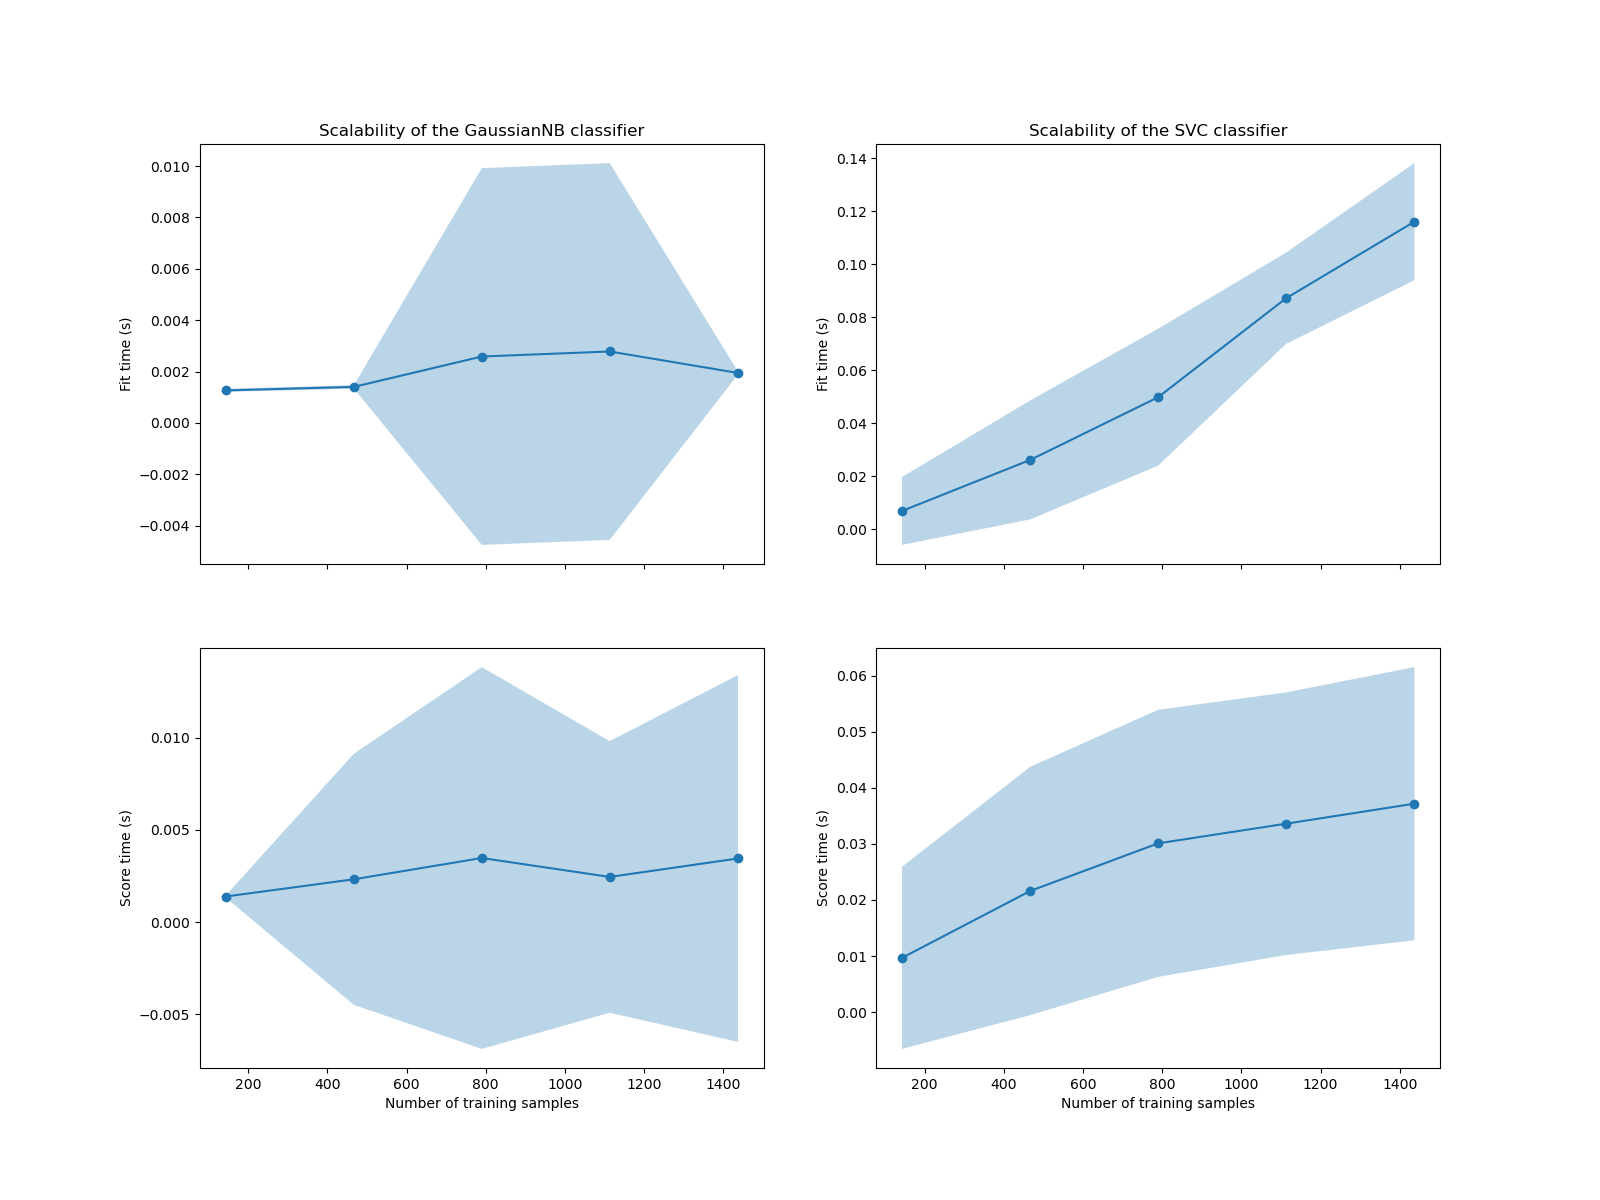 Scalability of the GaussianNB classifier
Scalability of the SVC classifier
0.010
0.008
0.006
0.004
0.002
0.000
−0.002
−0.004
Fit time (s)
0.14
0.12
0.10
0.08
0.06
0.04
0.02
0.00
Fit time (s)
0.010
0.005
0.000
−0.005
Score time (s)
200 400 600 800 1000 1200 1400
Number of training samples
0.06
0.05
0.04
0.03
0.02
0.01
0.00
Score time (s)
200 400 600 800 1000 1200 1400
Number of training samples